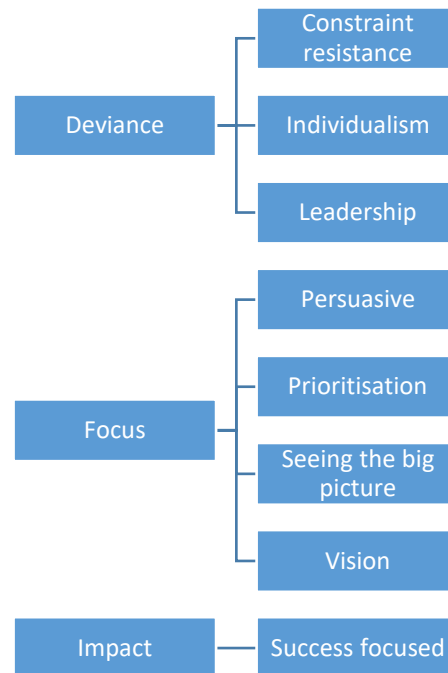 Constraint
resistance
Deviance
Individualism
Leadership
Persuasive
Prioritisation
Focus
Seeing the big
picture
Vision
Impact
Success focused